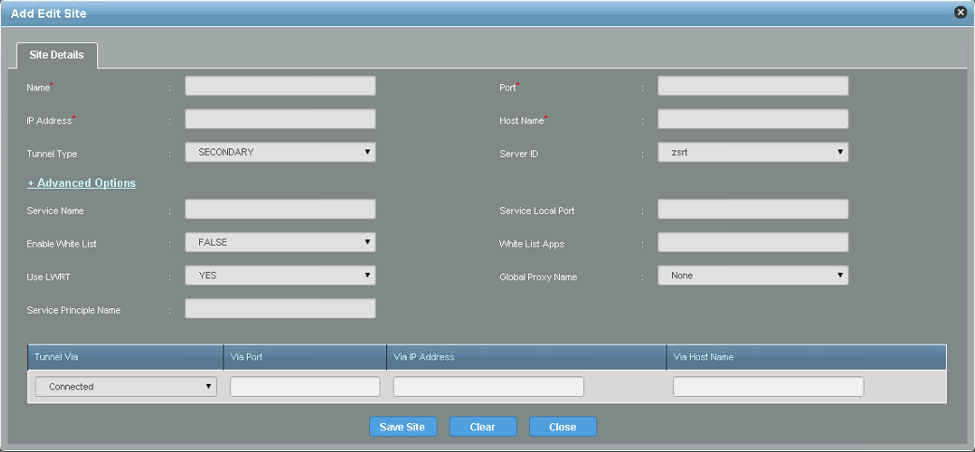 Add Edit Site
Site Details
Name* : Port* :
IP Address* : Host Name* :
Tunnel Type : SECONDARY Server ID : zsrt
+ Advanced Options
Service Name : Service Local Port :
Enable White List : FALSE White List Apps :
Use LWRT : YES Global Proxy Name : None
Service Principle Name :
Tunnel Via Via Port Via IP Address Via Host Name
Connected
Save Site Clear Close